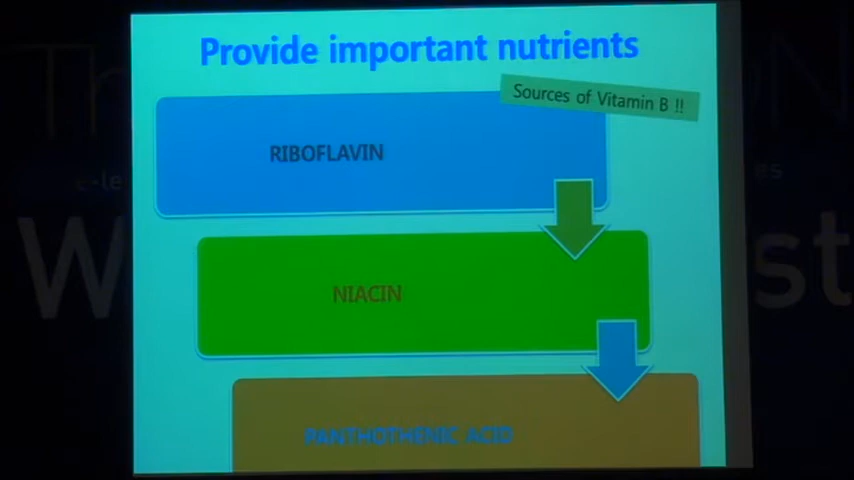 Provide important nutrients
Sources of Vitamin B !!
RIBOFLAVIN
NIACIN
PANTHOTHENIC ACID